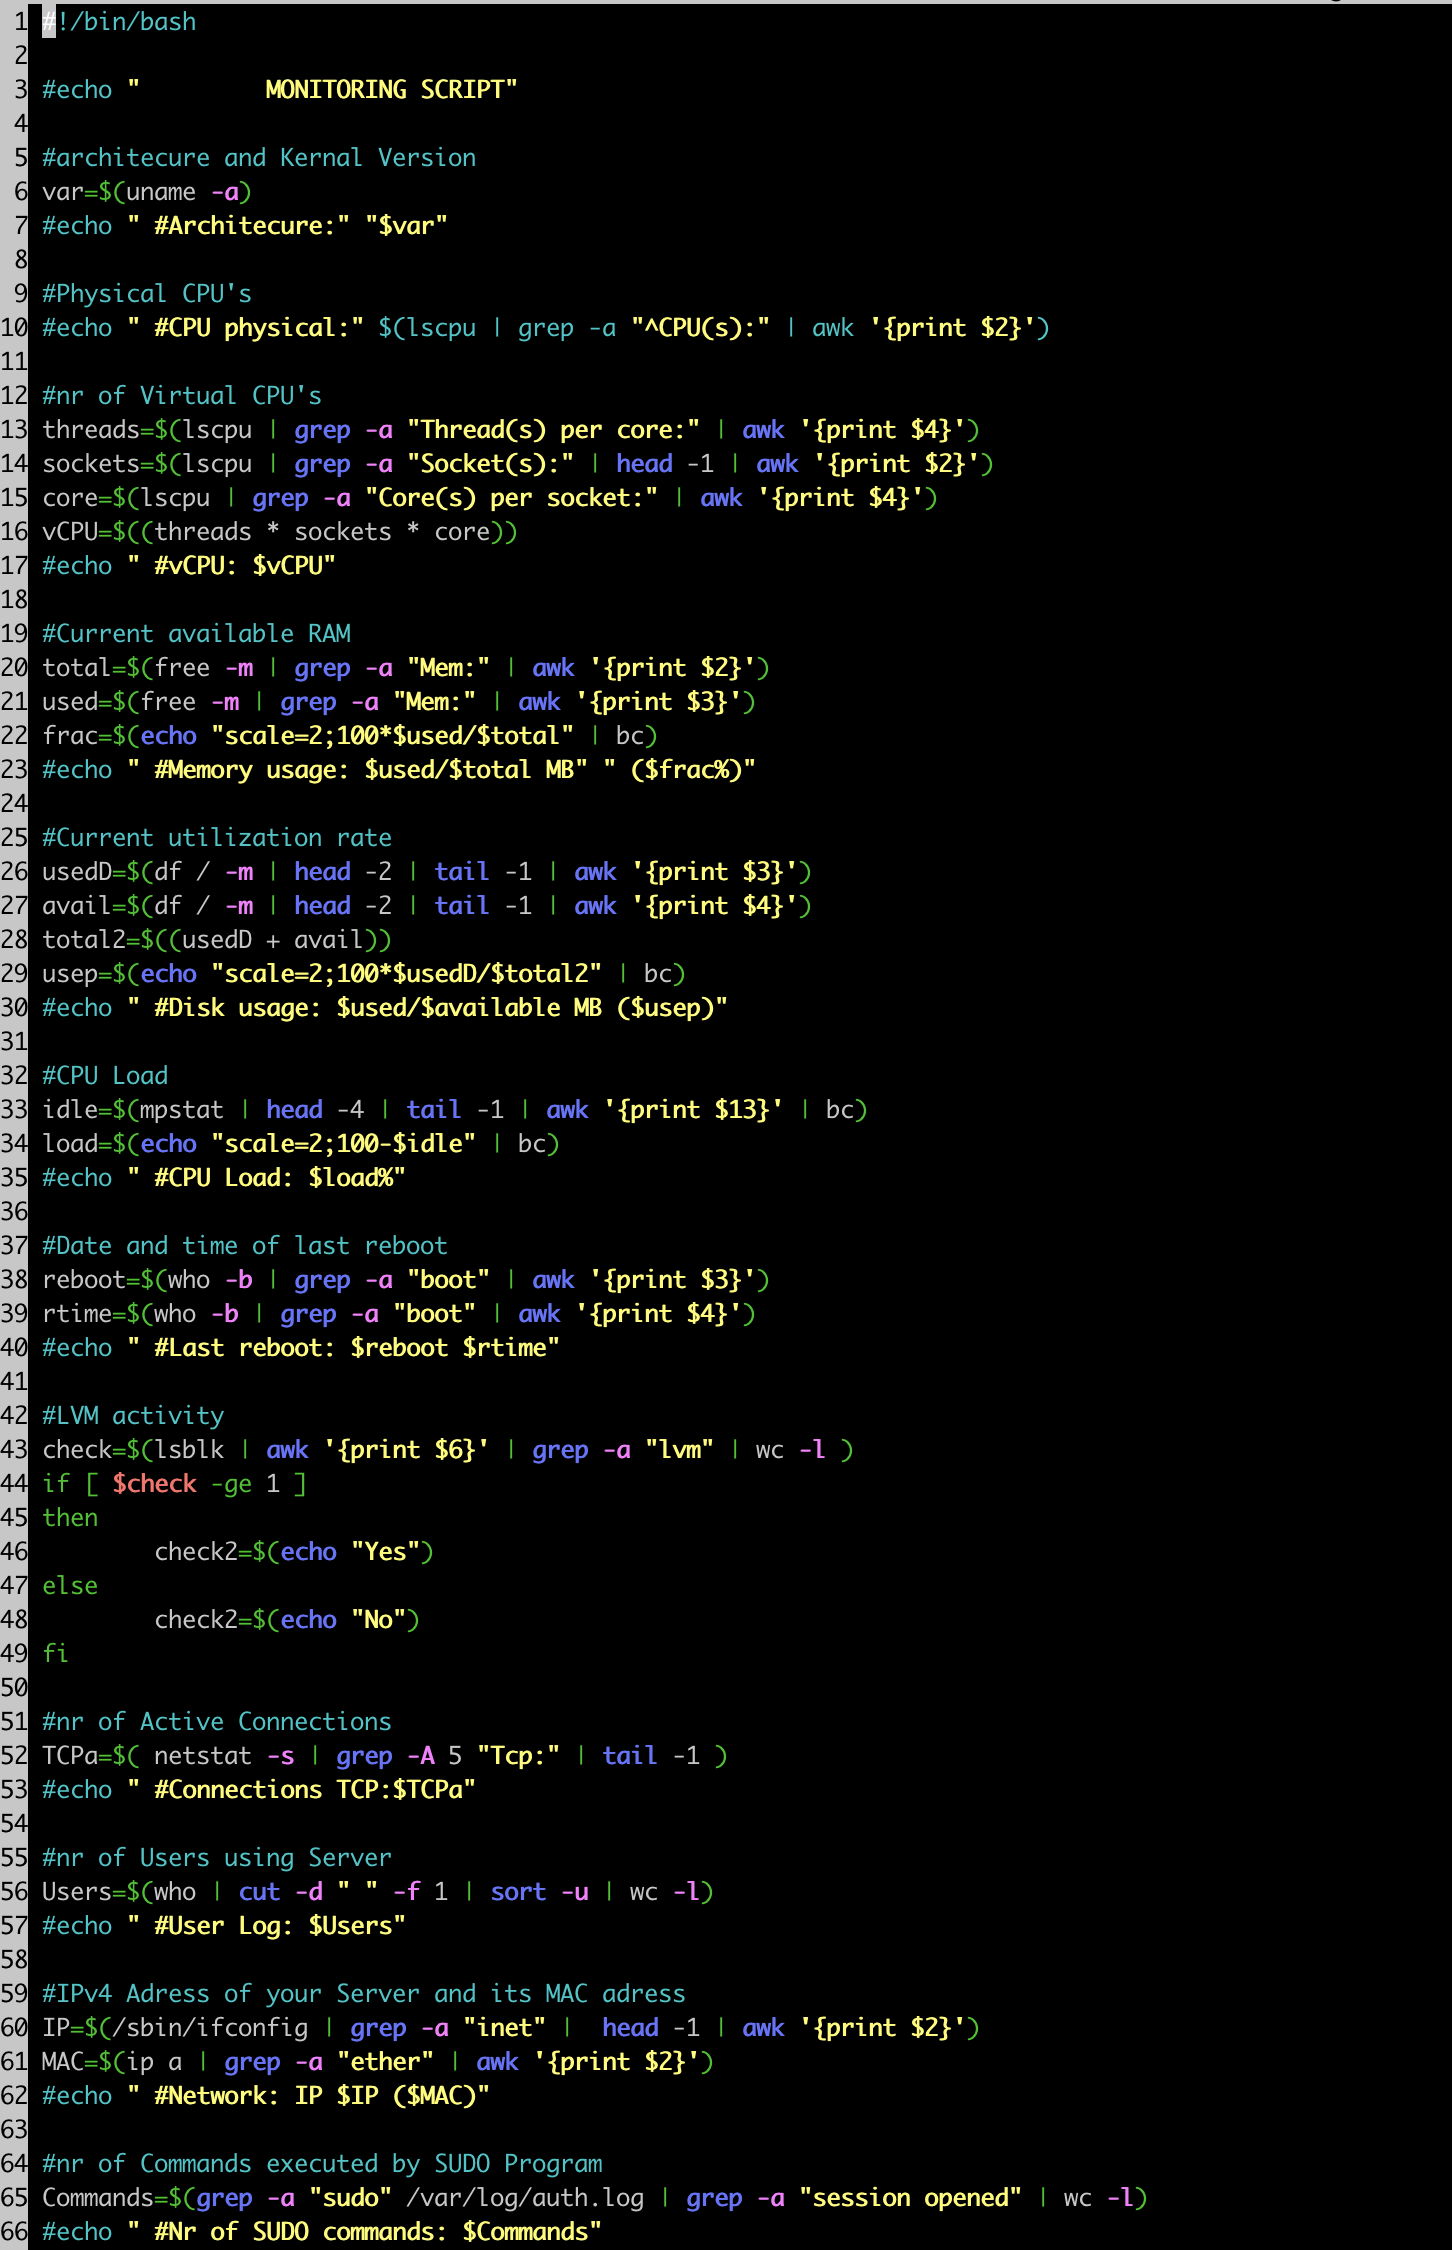 1 #!/bin/bash
2
3 #echo "         MONITORING SCRIPT"
4
5 #architecure and Kernal Version
6 var=$(uname -a)
7 #echo " #Architecure:" "$var"
8
9 #Physical CPU's
10 #echo " #CPU physical:" $(lscpu | grep -a "^CPU(s):" | awk '{print $2}')
11
12 #nr of Virtual CPU's
13 threads=$(lscpu | grep -a "Thread(s) per core:" | awk '{print $4}')
14 sockets=$(lscpu | grep -a "Socket(s):" | head -1 | awk '{print $2}')
15 core=$(lscpu | grep -a "Core(s) per socket:" | awk '{print $4}')
16 vCPU=$((threads * sockets * core))
17 #echo " #vCPU: $vCPU"
18
19 #Current available RAM
20 total=$(free -m | grep -a "Mem:" | awk '{print $2}')
21 used=$(free -m | grep -a "Mem:" | awk '{print $3}')
22 frac=$(echo "scale=2;100*$used/$total" | bc)
23 #echo " #Memory usage: $used/$total MB" " ($frac%)"
24
25 #Current utilization rate
26 usedD=$(df / -m | head -2 | tail -1 | awk '{print $3}')
27 avail=$(df / -m | head -2 | tail -1 | awk '{print $4}')
28 total2=$((usedD + avail))
29 usep=$(echo "scale=2;100*$usedD/$total2" | bc)
30 #echo " #Disk usage: $used/$available MB ($usep)"
31
32 #CPU Load
33 idle=$(mpstat | head -4 | tail -1 | awk '{print $13}' | bc)
34 load=$(echo "scale=2;100-$idle" | bc)
35 #echo " #CPU Load: $load%"
36
37 #Date and time of last reboot
38 reboot=$(who -b | grep -a "boot" | awk '{print $3}')
39 rtime=$(who -b | grep -a "boot" | awk '{print $4}')
40 #echo " #Last reboot: $reboot $rtime"
41
42 #LVM activity
43 check=$(lsblk | awk '{print $6}' | grep -a "lvm" | wc -l )
44 if [ $check -ge 1 ]
45 then
46         check2=$(echo "Yes")
47 else
48         check2=$(echo "No")
49 fi
50
51 #nr of Active Connections
52 TCPa=$( netstat -s | grep -A 5 "Tcp:" | tail -1 )
53 #echo " #Connections TCP:$TCPa"
54
55 #nr of Users using Server
56 Users=$(who | cut -d " " -f 1 | sort -u | wc -l)
57 #echo " #User Log: $Users"
58
59 #IPv4 Adress of your Server and its MAC adress
60 IP=$(/sbin/ifconfig | grep -a "inet" |  head -1 | awk '{print $2}')
61 MAC=$(ip a | grep -a "ether" | awk '{print $2}')
62 #echo " #Network: IP $IP ($MAC)"
63
64 #nr of Commands executed by SUDO Program
65 Commands=$(grep -a "sudo" /var/log/auth.log | grep -a "session opened" | wc -l)
66 #echo " #Nr of SUDO commands: $Commands"